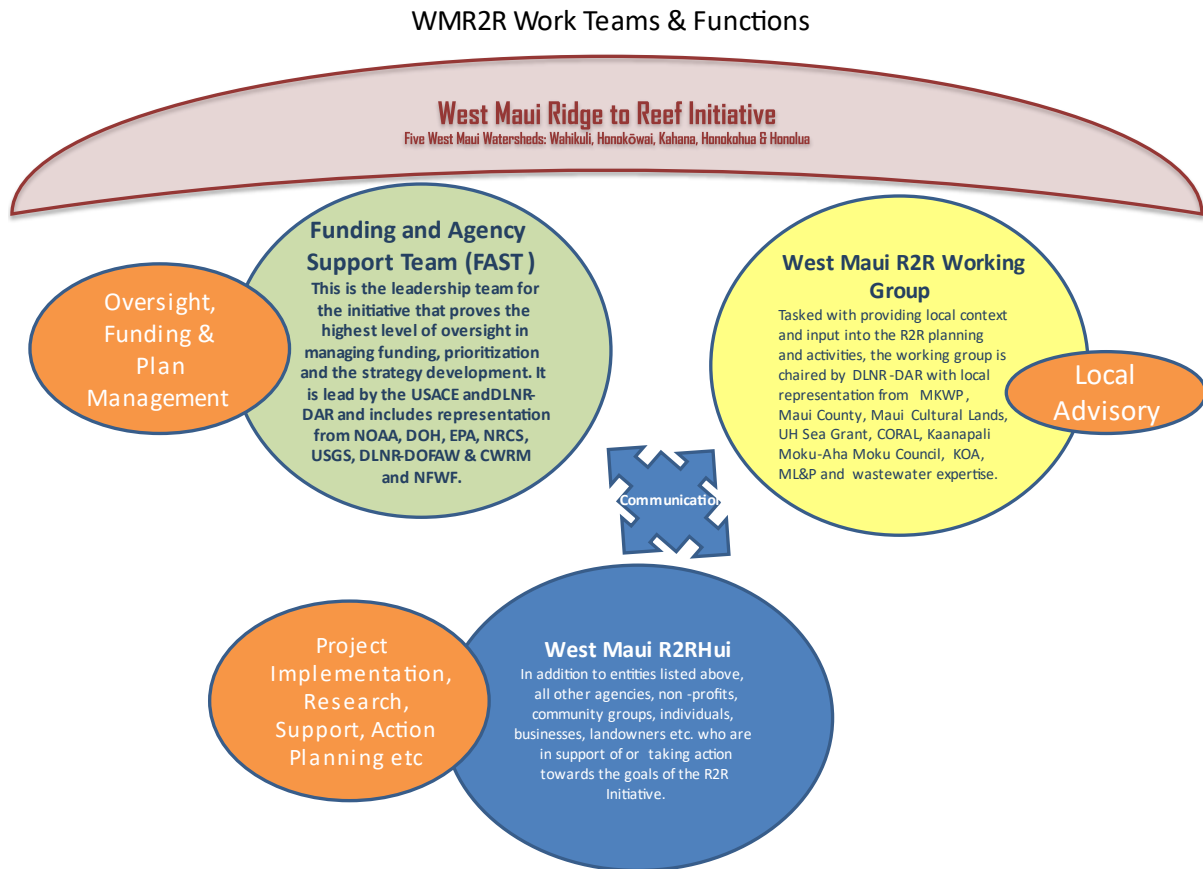 WMR2R Work Teams & Functions
West Maui Ridge to Reef Initiative
Five West Maui Watersheds: Wahikuli, Honokōwai, Kahana, Honokohua & Honolua
Funding and Agency
Support Team (FAST )
This is the leadership team for
the initiative that proves the
highest level of oversight in
managing funding, prioritization
and the strategy development. It
is lead by the USACE andDLNR-
DAR and includes representation
from NOAA, DOH, EPA, NRCS,
USGS, DLNR-DOFAW & CWRM
and NFWF.
Oversight,
Funding &
Plan
Management
West Maui R2R Working
Group
Tasked with providing local context
and input into the R2R planning
and activities, the working group is
chaired by DLNR -DAR with local
representation from MKWP,
Maui County, Maui Cultural Lands,
UH Sea Grant, CORAL, Kaanapali
Moku-Aha Moku Council, KOA,
ML&P and wastewater expertise.
Local
Advisory
Communication
Project
Implementation,
Research,
Support, Action
Planning etc
West Maui R2RHui
In addition to entities listed above,
all other agencies, non -profits,
community groups, individuals,
businesses, landowners etc. who are
in support of or taking action
towards the goals of the R2R
Initiative.